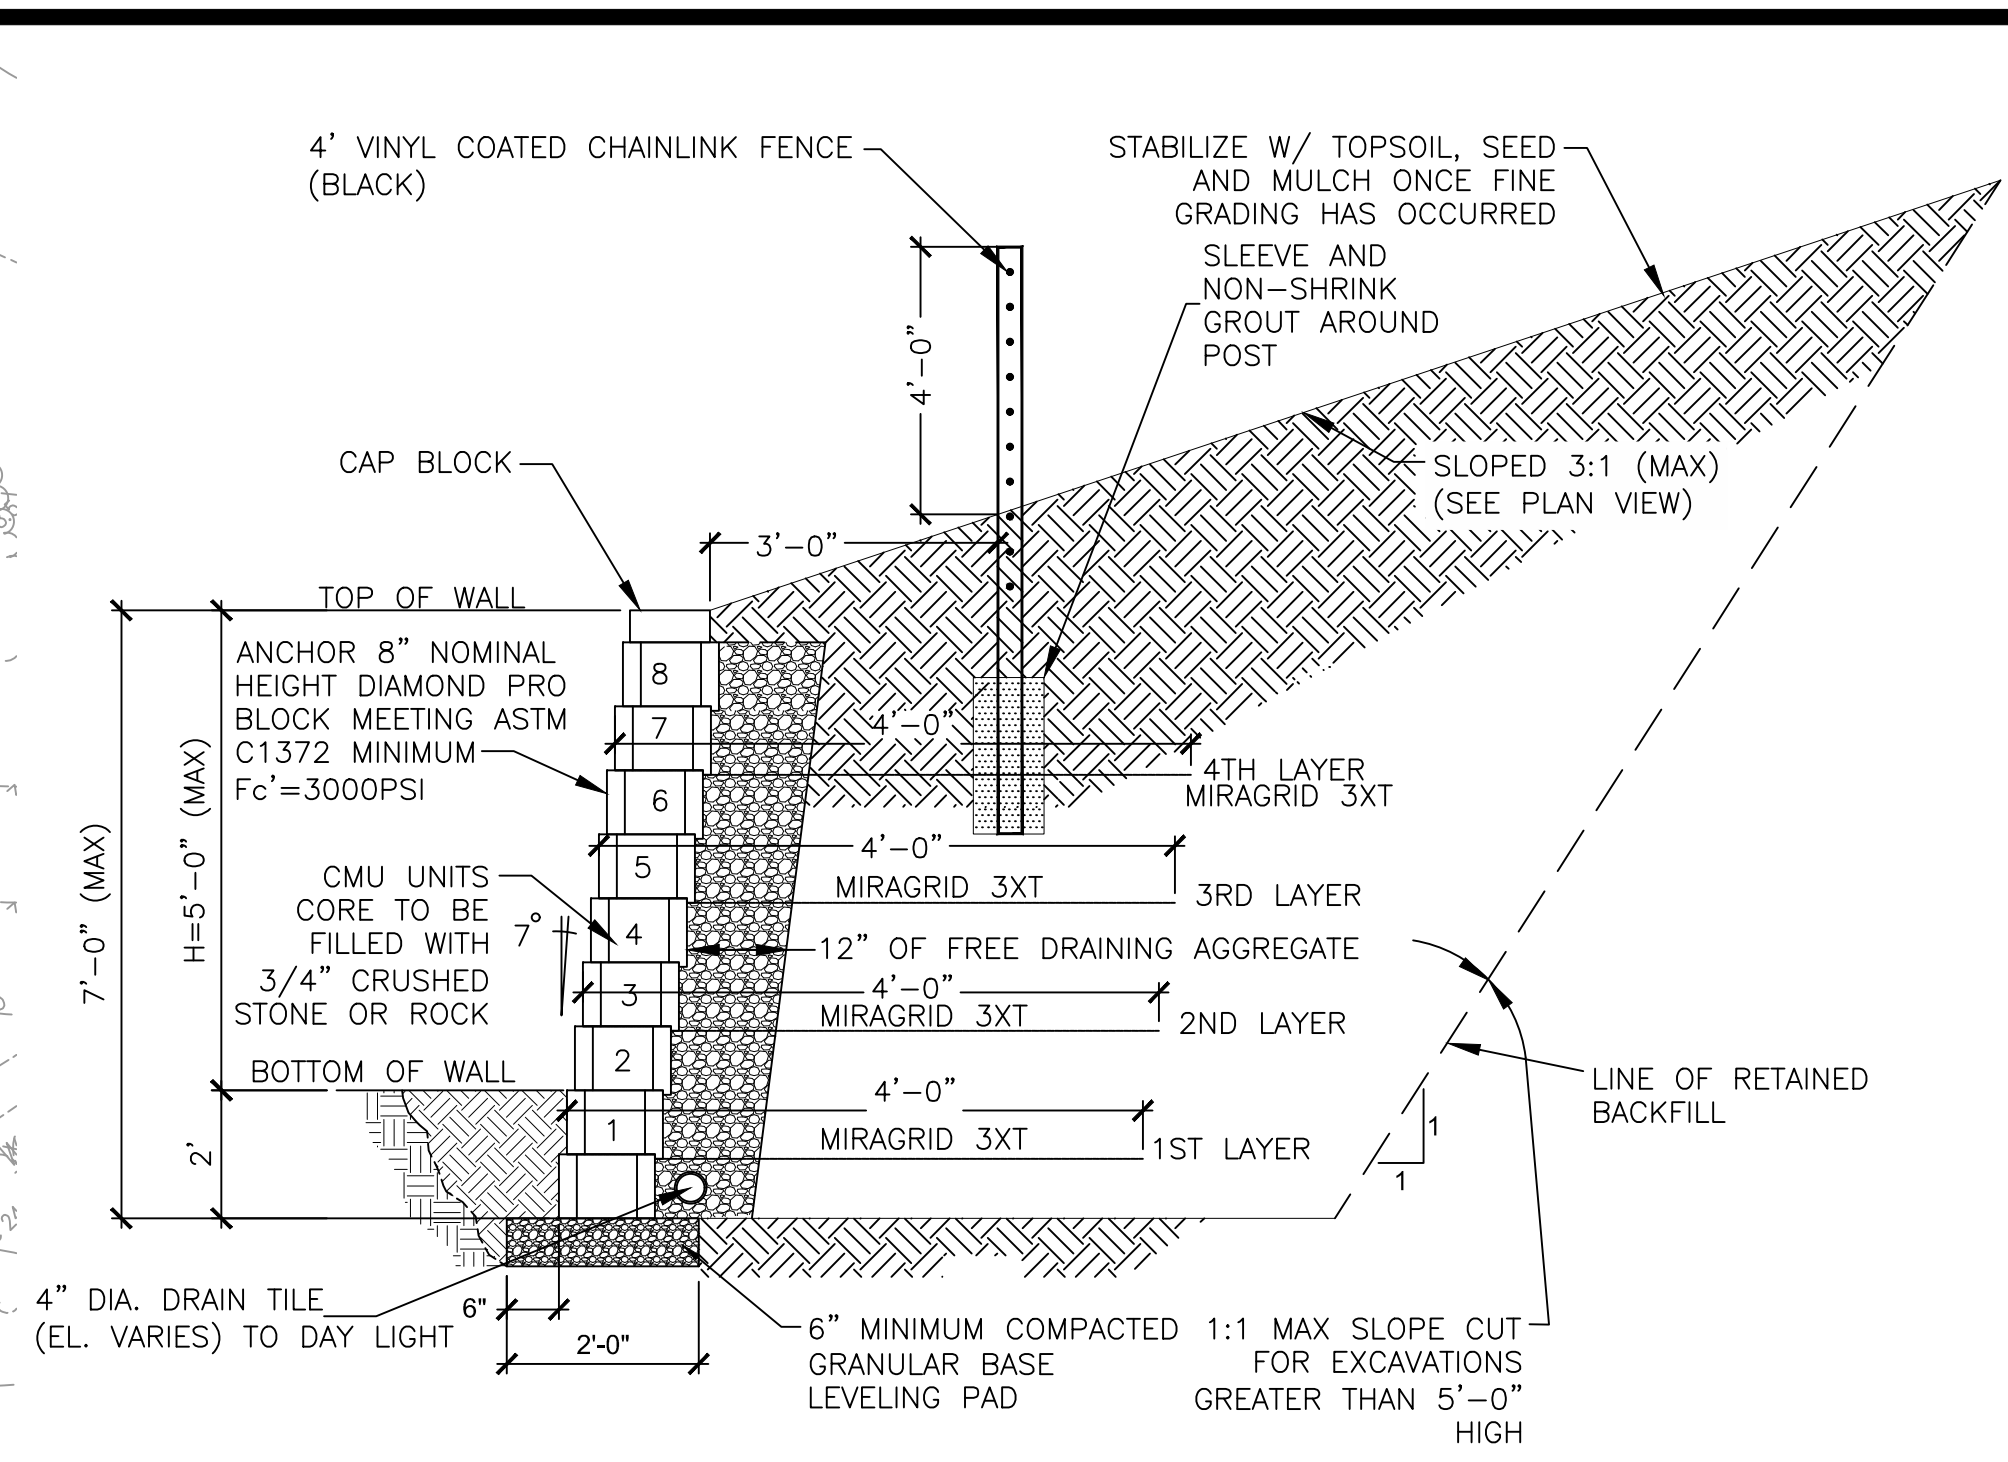 4' VINYL COATED CHAINLINK FENCE
(BLACK)
STABILIZE W/ TOPSOIL, SEED
AND MULCH ONCE FINE
GRADING HAS OCCURRED
SLEEVE AND
NON-SHRINK
GROUT AROUND
POST
4'-0"
CAP BLOCK
SLOPED 3:1 (MAX)
(SEE PLAN VIEW)
3'-0"
TOP OF WALL
ANCHOR 8" NOMINAL
HEIGHT DIAMOND PRO
BLOCK MEETING ASTM
C1372 MINIMUM
Fc'=3000PSI
8
7
6
5
4
3
2
1
4'-0"
4TH LAYER
MIRAGRID 3XT
7'-0" (MAX)
H=5'-0" (MAX)
2'
CMU UNITS
CORE TO BE
FILLED WITH
3/4" CRUSHED
STONE OR ROCK
7°
4'-0"
MIRAGRID 3XT
3RD LAYER
12" OF FREE DRAINING AGGREGATE
4'-0"
MIRAGRID 3XT
2ND LAYER
BOTTOM OF WALL
4'-0"
MIRAGRID 3XT
1ST LAYER
LINE OF RETAINED
BACKFILL
1
1
4" DIA. DRAIN TILE
(EL. VARIES) TO DAY LIGHT
6"
2'-0"
6" MINIMUM COMPACTED
GRANULAR BASE
LEVELING PAD
1:1 MAX SLOPE CUT
FOR EXCAVATIONS
GREATER THAN 5'-0"
HIGH